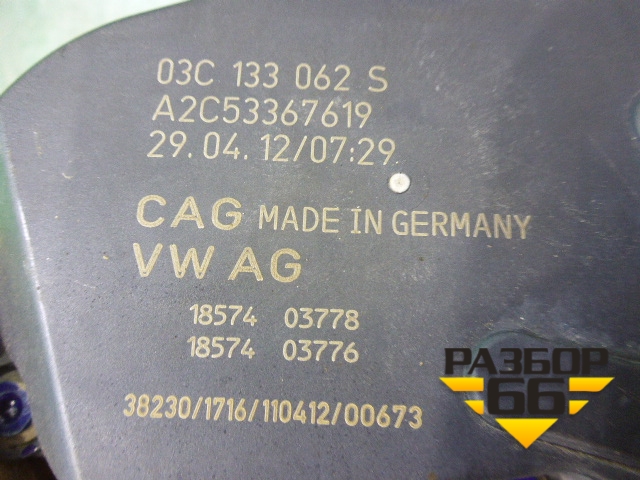 03C 133 062 S
A2C53367619
29.04.12/07:29
CAG MADE IN GERMANY
VW AG
18574 03778
18574 03776
38230/1716/110412/00673
РАЗБОР
66